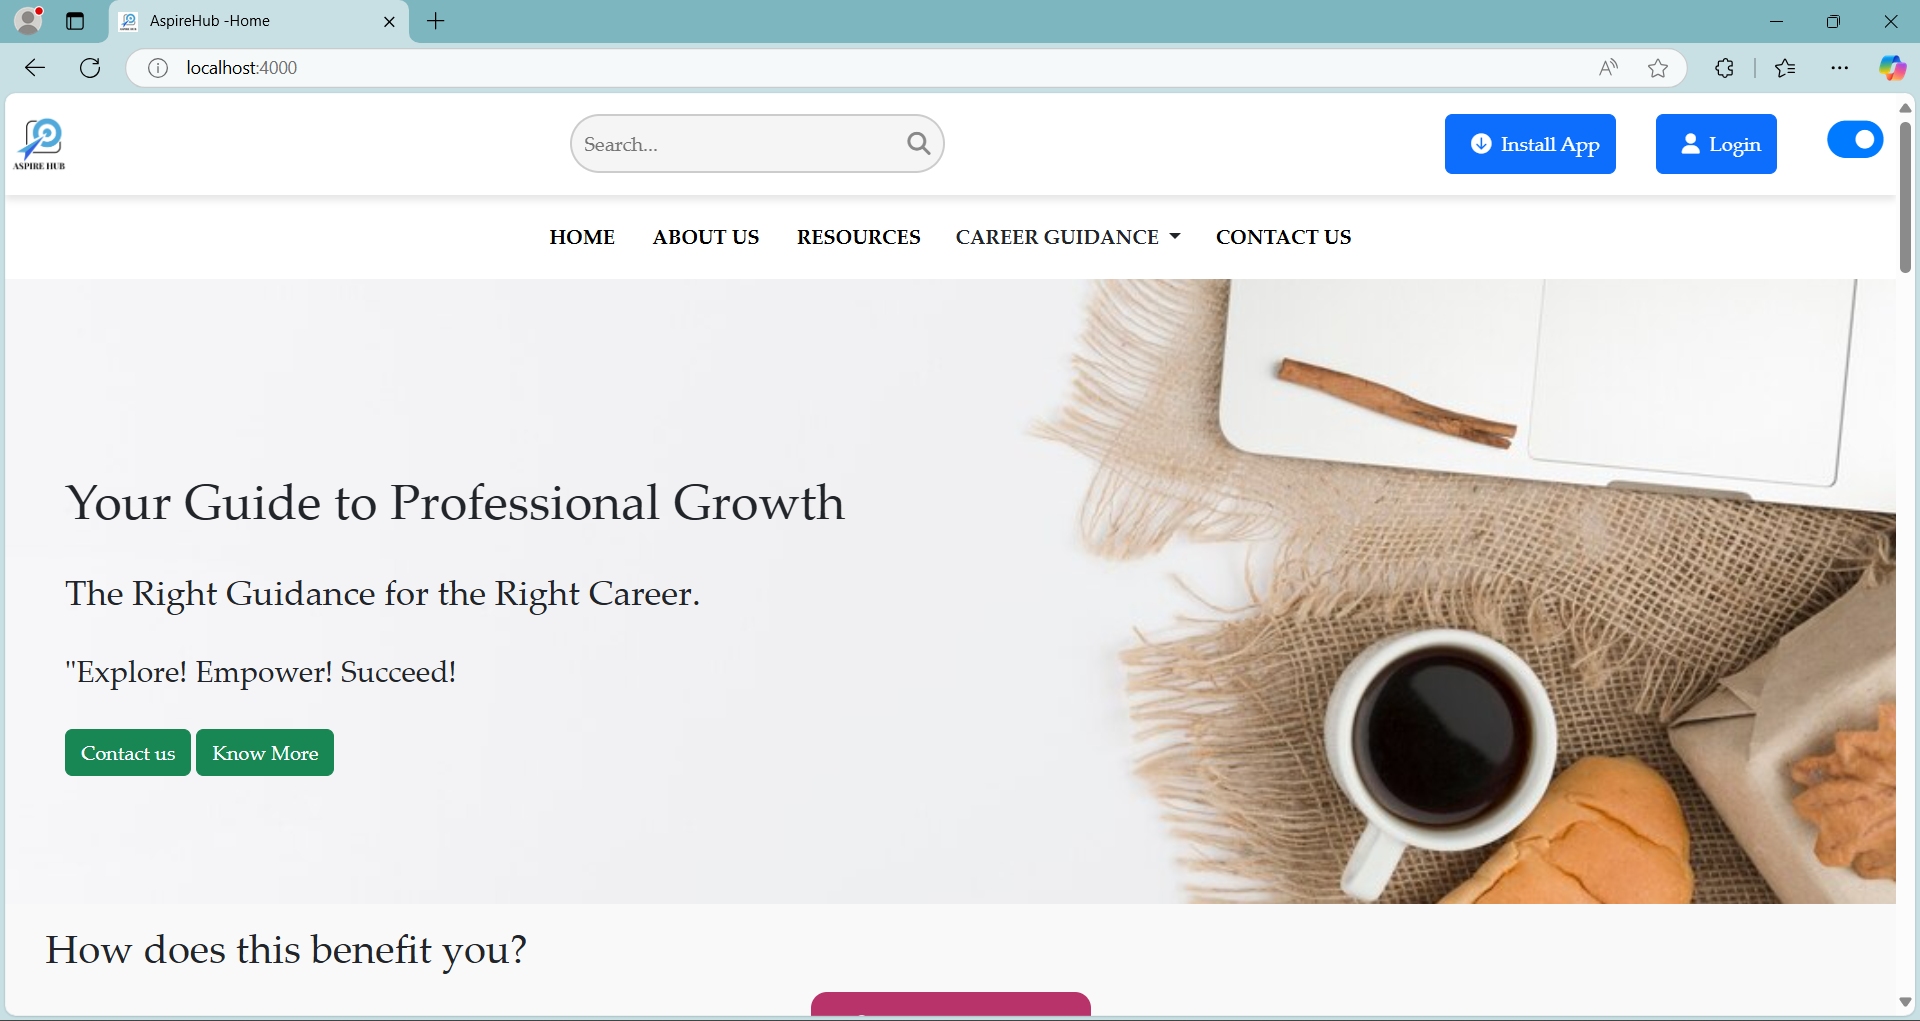 AspireHub -Home
localhost:4000
ASPIRE HUB
Search...
Install App
Login
HOME ABOUT US RESOURCES CAREER GUIDANCE CONTACT US
Your Guide to Professional Growth
The Right Guidance for the Right Career.
"Explore! Empower! Succeed!
Contact us Know More
How does this benefit you?